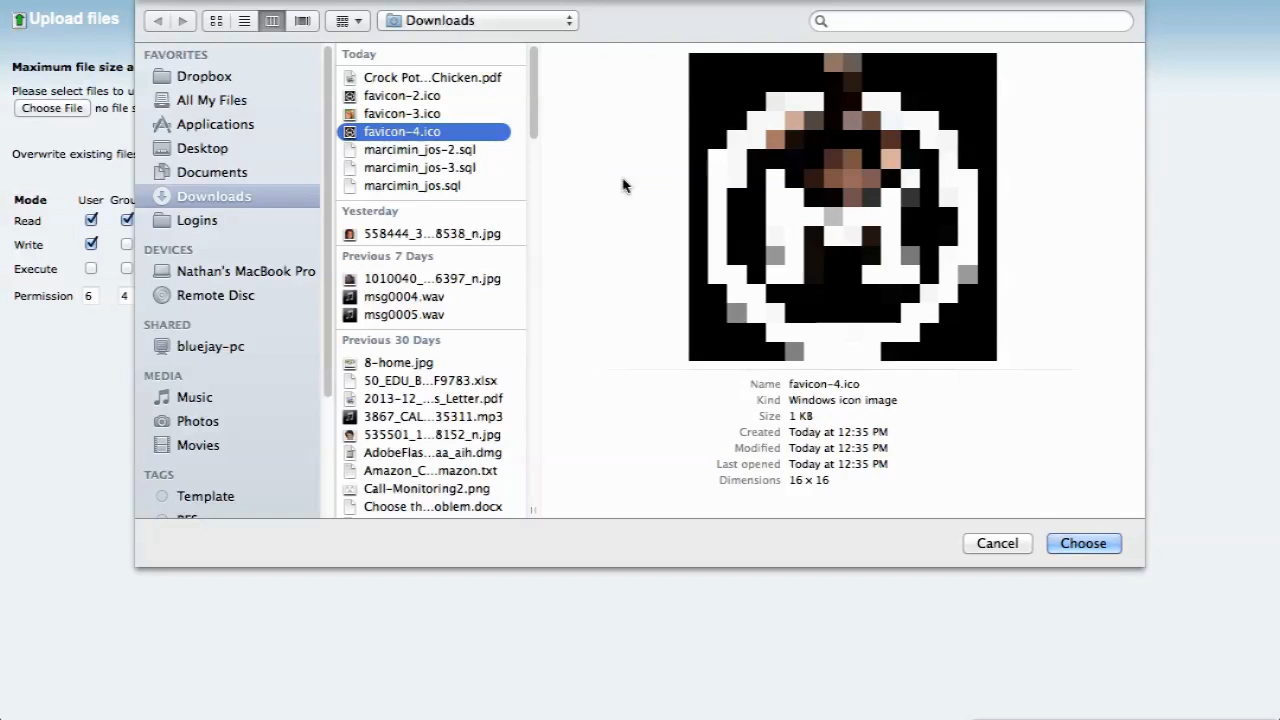 Upload files
Downloads
Maximum file size a
Please select files to u
Choose File no file s
Overwrite existing files
Mode User Grou
Read
Write
Execute
Permission 6 4
FAVORITES
Dropbox
All My Files
Applications
Desktop
Documents
Downloads
Logins
DEVICES
Nathan's MacBook Pro
Remote Disc
SHARED
bluejay-pc
MEDIA
Music
Photos
Movies
TAGS
Template
Today
Crock Pot...Chicken.pdf
favicon-2.ico
favicon-3.ico
favicon-4.ico
marcimin_jos-2.sql
marcimin_jos-3.sql
marcimin_jos.sql
Yesterday
558444_3...8538_n.jpg
Previous 7 Days
1010040_...6397_n.jpg
msg0004.wav
msg0005.wav
Previous 30 Days
8-home.jpg
50_EDU_B...F9783.xlsx
2013-12_...s_Letter.pdf
3867_CAL...35311.mp3
535501_1...8152_n.jpg
AdobeFlas...aa_aih.dmg
Amazon_C...mazon.txt
Call-Monitoring2.png
Choose th...oblem.docx
Name favicon-4.ico
Kind Windows icon image
Size 1 KB
Created Today at 12:35 PM
Modified Today at 12:35 PM
Last opened Today at 12:35 PM
Dimensions 16 × 16
Cancel Choose